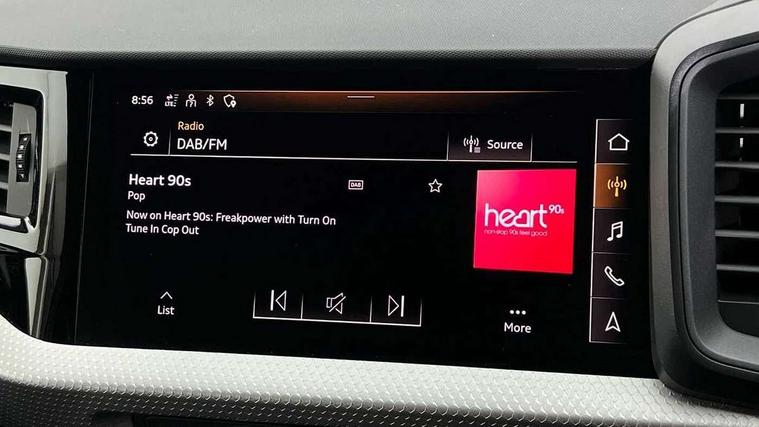 8:56 LTE
Radio
DAB/FM
Source
Heart 90s
DAB
Pop
Now on Heart 90s: Freakpower with Turn On
Tune In Cop Out
heart 90s
non-stop 90s feel good
List
More